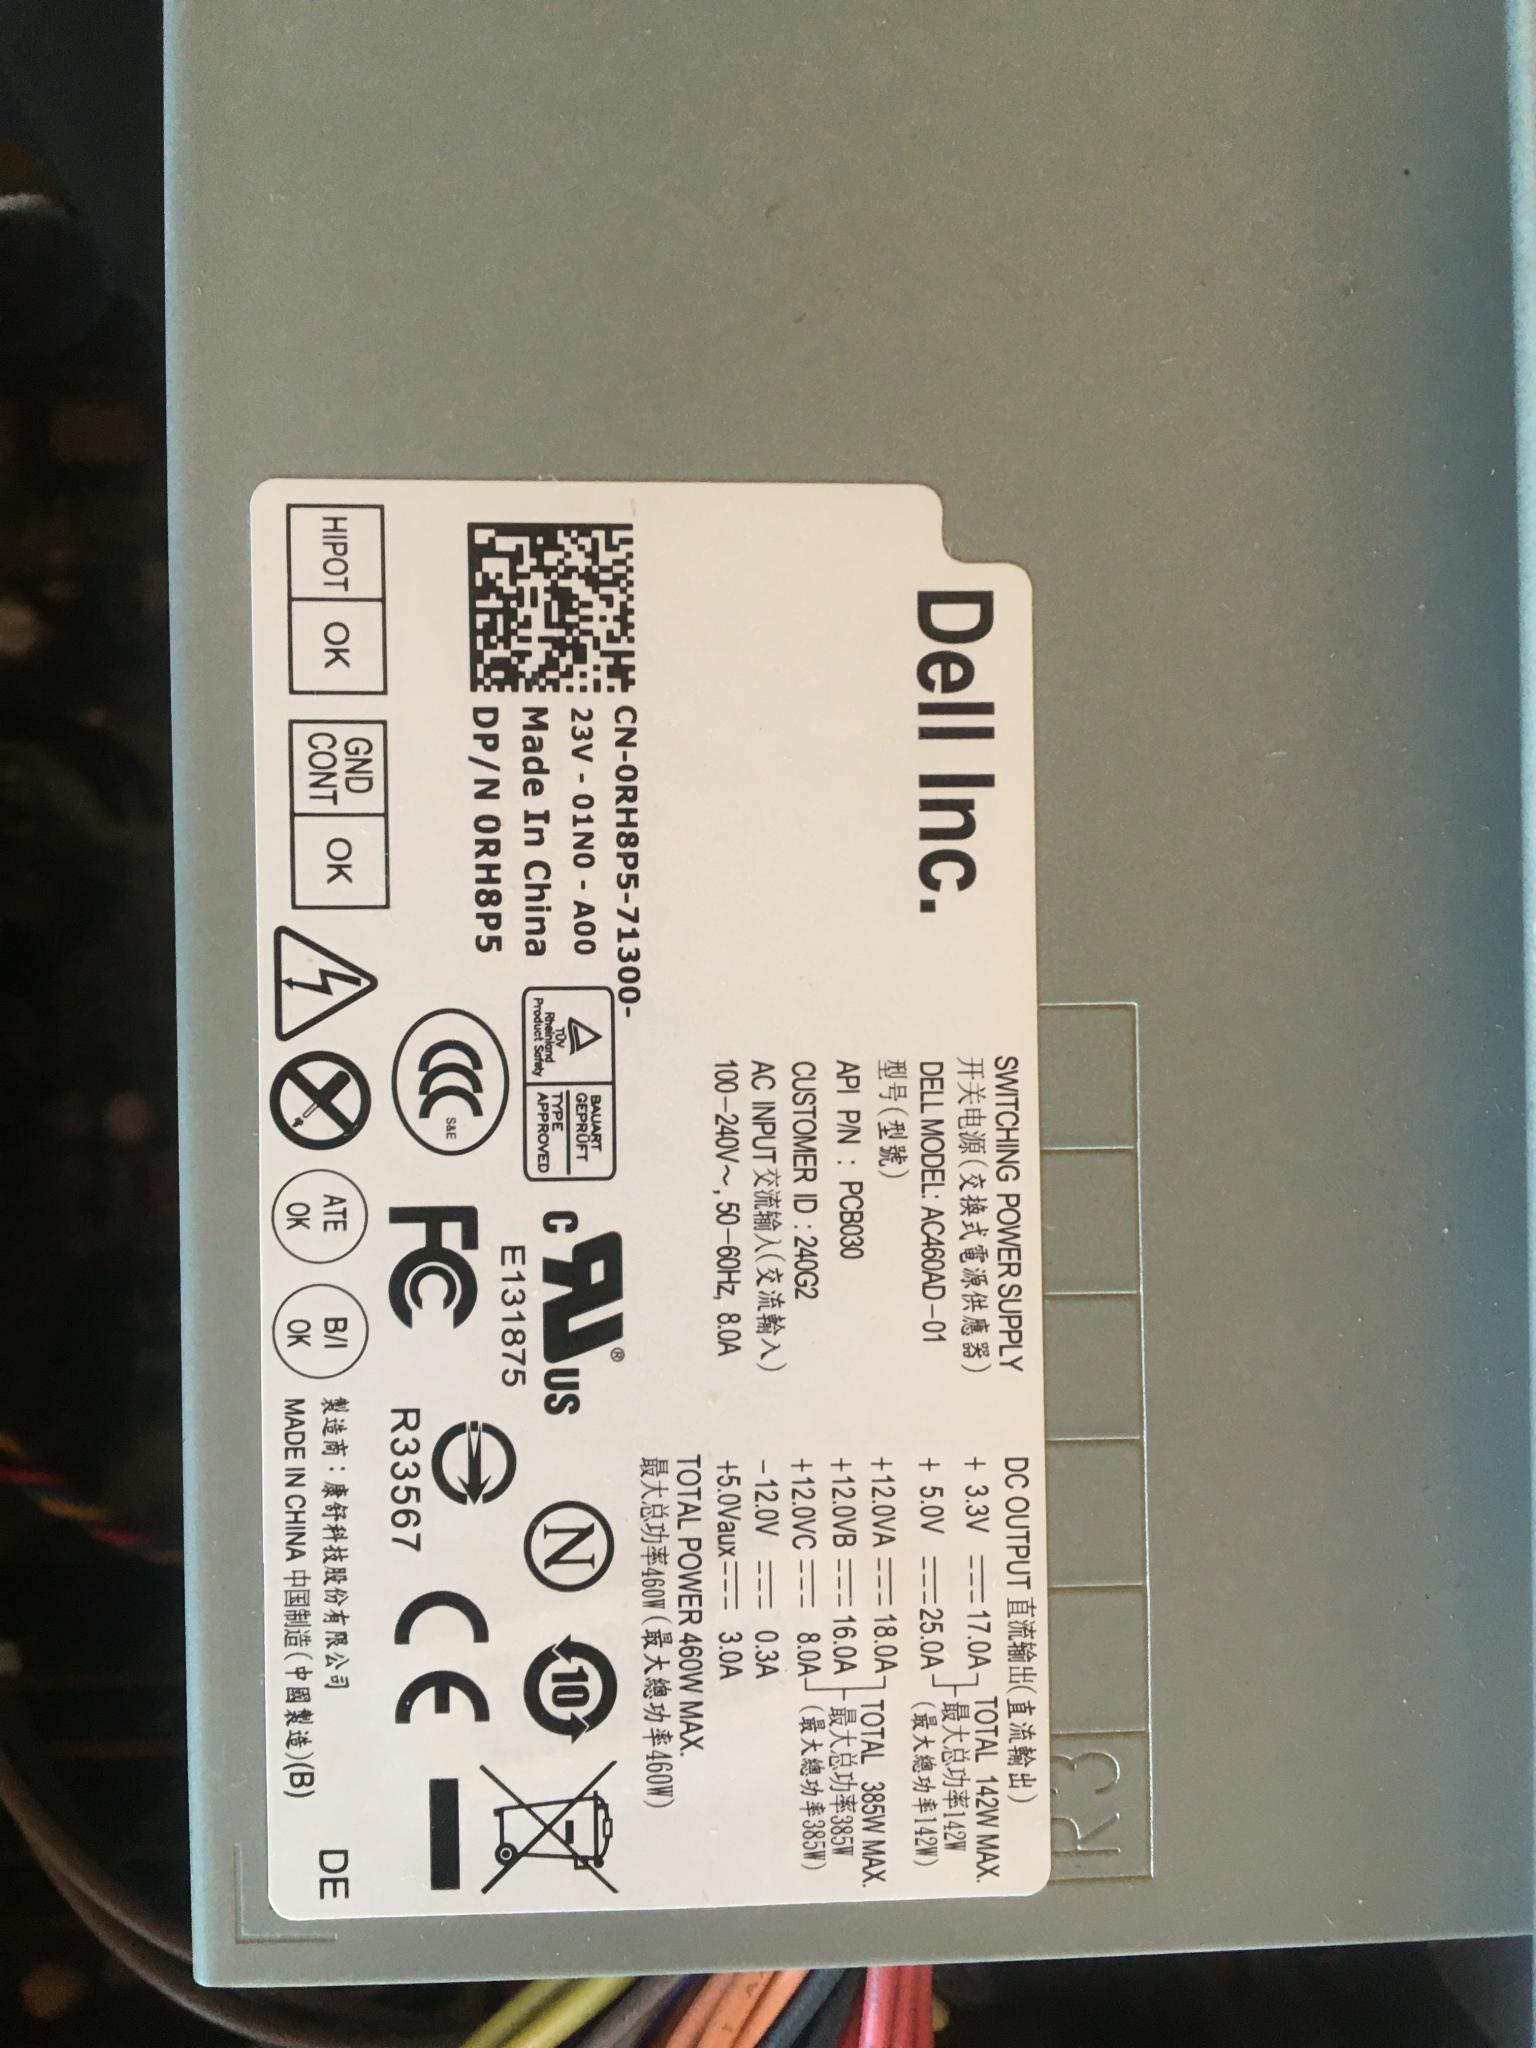 Dell Inc.
SWITCHING POWER SUPPLY
开关电源(交换式電源供應器)
DELL MODEL: AC460AD-01
型号(型號)
API P/N : PCB030
CUSTOMER ID : 240G2
AC INPUT 交流输入(交流輸入)
100-240V~, 50-60Hz, 8.0A
DC OUTPUT 直流输出(直流輸出)
+ 3.3V ⎓ 17.0A
+ 5.0V ⎓ 25.0A
TOTAL 142W MAX.
最大总功率142W
(最大總功率142W)
+12.0VA ⎓ 18.0A
+12.0VB ⎓ 16.0A
+12.0VC ⎓ 8.0A
TOTAL 385W MAX.
最大总功率385W
(最大總功率385W)
-12.0V ⎓ 0.3A
+5.0Vaux ⎓ 3.0A
TOTAL POWER 460W MAX.
最大总功率460W(最大總功率460W)
CN-0RH8P5-71300-
23V - 01N0 - A00
Made In China
DP/N 0RH8P5
TÜV
Rheinland
Product Safety
BAUART
GEPRÜFT
TYPE
APPROVED
C RU US ®
E131875
N
10
CCC S&E
FC
R33567
CE
HIPOT OK
GND CONT OK
ATE OK
B/I OK
製造商：康舒科技股份有限公司
MADE IN CHINA 中国制造(中國製造)(B)
DE
R3